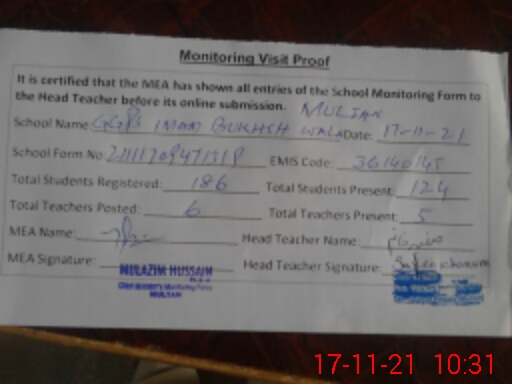 Monitoring Visit Proof
It is certified that the MEA has shown all entries of the School Monitoring Form to
the Head Teacher before its online submission. MULTAN
School Name: GGPS IMAM BUKHSH WALA Date: 17-11-21
School Form No: EMIS Code: 36140145
Total Students Registered: 186 Total Students Present: 124
Total Teachers Posted: 6 Total Teachers Present: 5
MEA Name: Head Teacher Name:
MEA Signature: Head Teacher Signature:
MULAZIM HUSSAIN
MULTAN
17-11-21 10:31